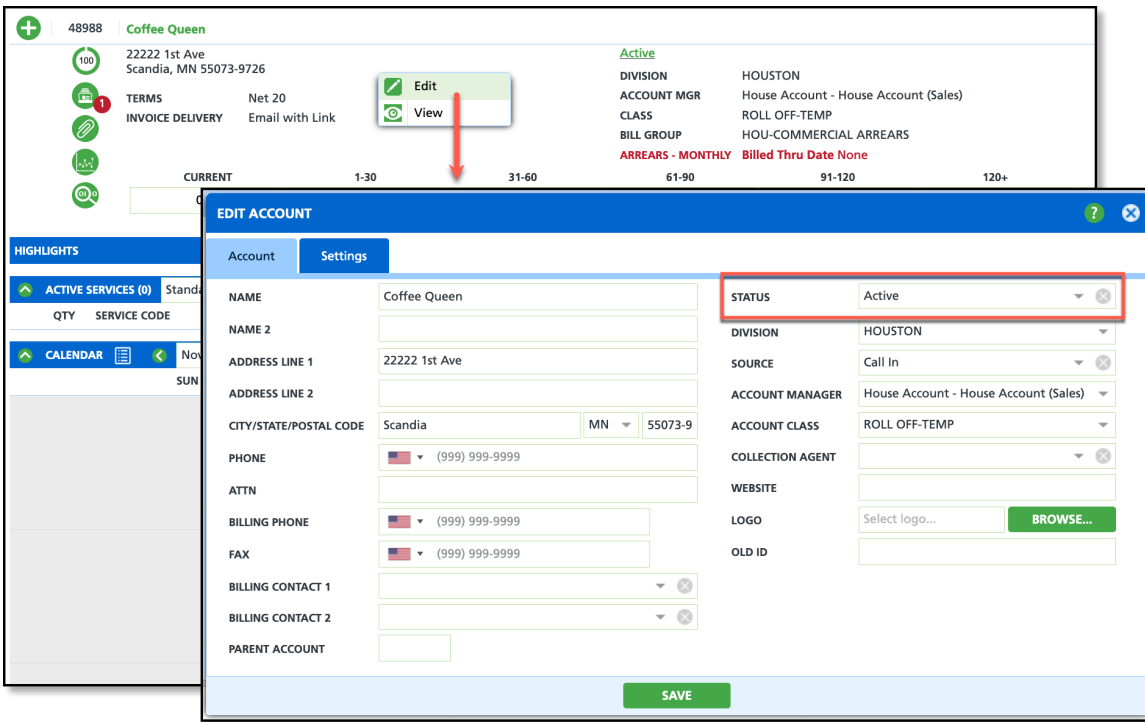 48988 Coffee Queen
100
22222 1st Ave
Scandia, MN 55073-9726
1
TERMS Net 20
INVOICE DELIVERY Email with Link
Edit
View
Active
DIVISION HOUSTON
ACCOUNT MGR House Account - House Account (Sales)
CLASS ROLL OFF-TEMP
BILL GROUP HOU-COMMERCIAL ARREARS
ARREARS - MONTHLY Billed Thru Date None
CURRENT 1-30 31-60 61-90 91-120 120+
HIGHLIGHTS
ACTIVE SERVICES (0)
QTY SERVICE CODE
CALENDAR
SUN
EDIT ACCOUNT ?
Account Settings
NAME Coffee Queen
NAME 2
ADDRESS LINE 1 22222 1st Ave
ADDRESS LINE 2
CITY/STATE/POSTAL CODE Scandia MN 55073-9
PHONE (999) 999-9999
ATTN
BILLING PHONE (999) 999-9999
FAX (999) 999-9999
BILLING CONTACT 1
BILLING CONTACT 2
PARENT ACCOUNT
STATUS Active
DIVISION HOUSTON
SOURCE Call In
ACCOUNT MANAGER House Account - House Account (Sales)
ACCOUNT CLASS ROLL OFF-TEMP
COLLECTION AGENT
WEBSITE
LOGO Select logo... BROWSE...
OLD ID
SAVE